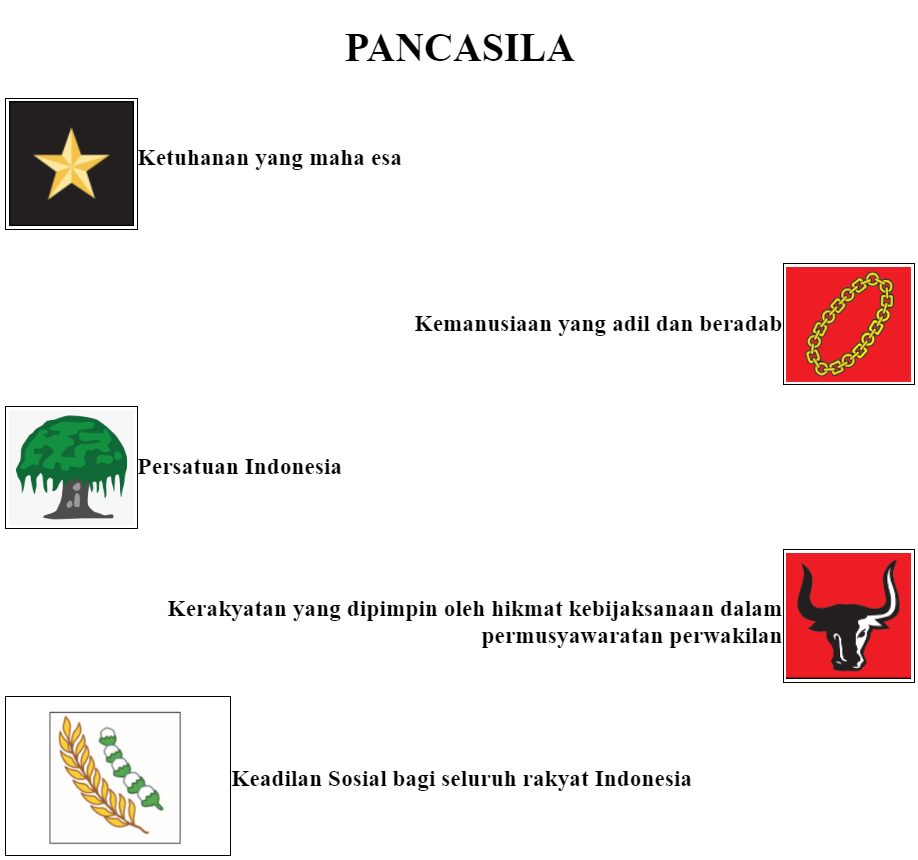 PANCASILA
Ketuhanan yang maha esa
Kemanusiaan yang adil dan beradab
Persatuan Indonesia
Kerakyatan yang dipimpin oleh hikmat kebijaksanaan dalam
permusyawaratan perwakilan
Keadilan Sosial bagi seluruh rakyat Indonesia